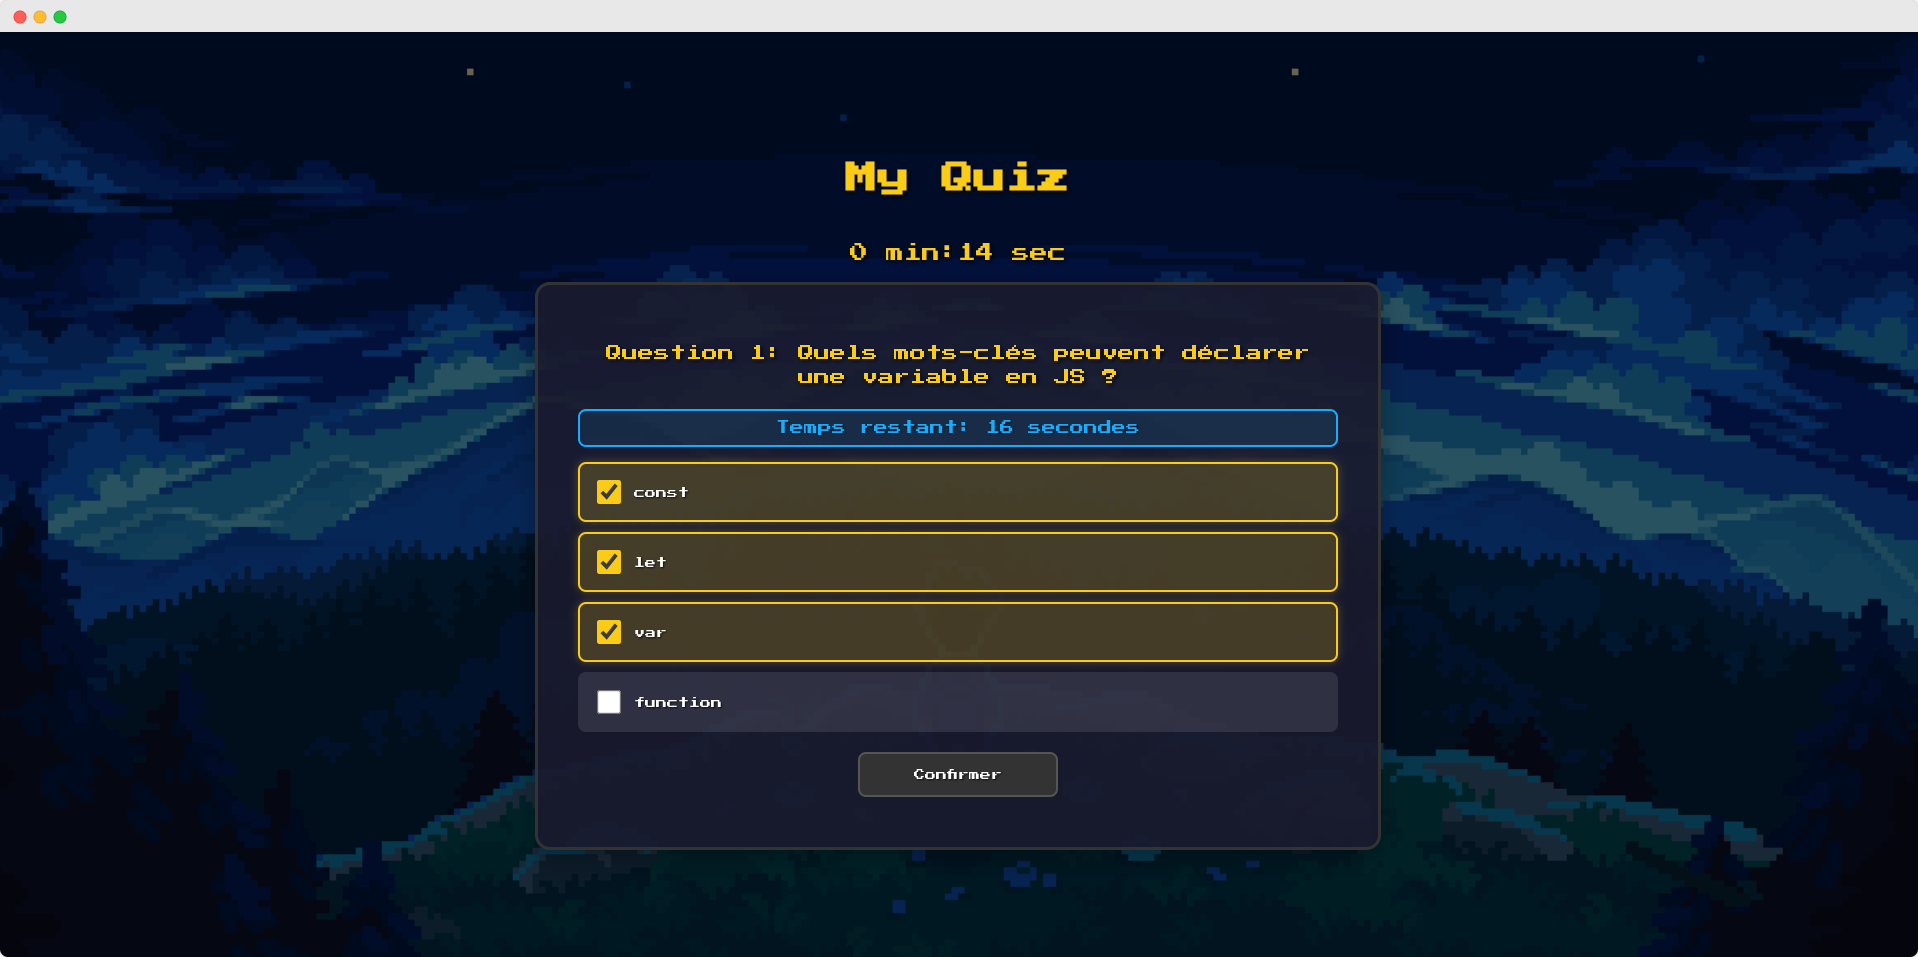 My Quiz
0 min:14 sec
Question 1: Quels mots-clés peuvent déclarer
une variable en JS ?
Temps restant: 16 secondes
const
let
var
function
Confirmer